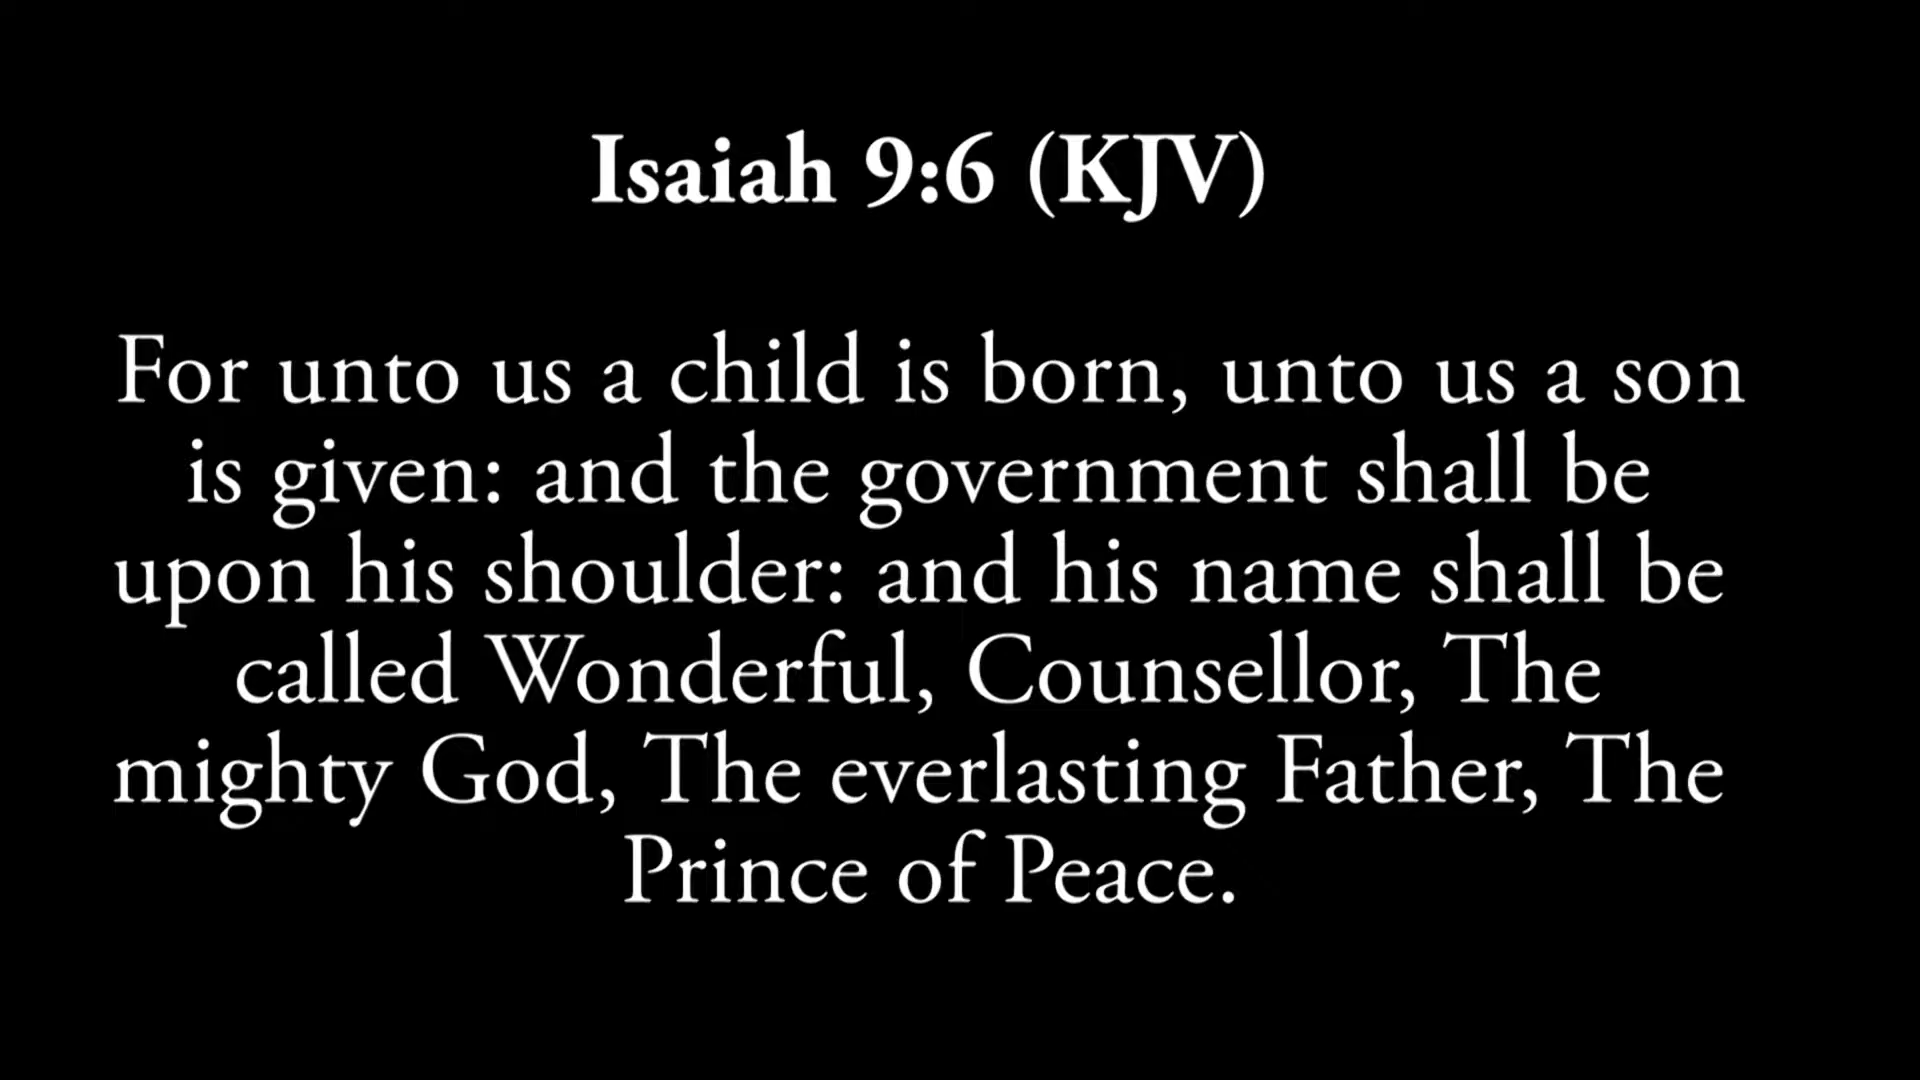 Isaiah 9:6 (KJV)
For unto us a child is born, unto us a son
is given: and the government shall be
upon his shoulder: and his name shall be
called Wonderful, Counsellor, The
mighty God, The everlasting Father, The
Prince of Peace.